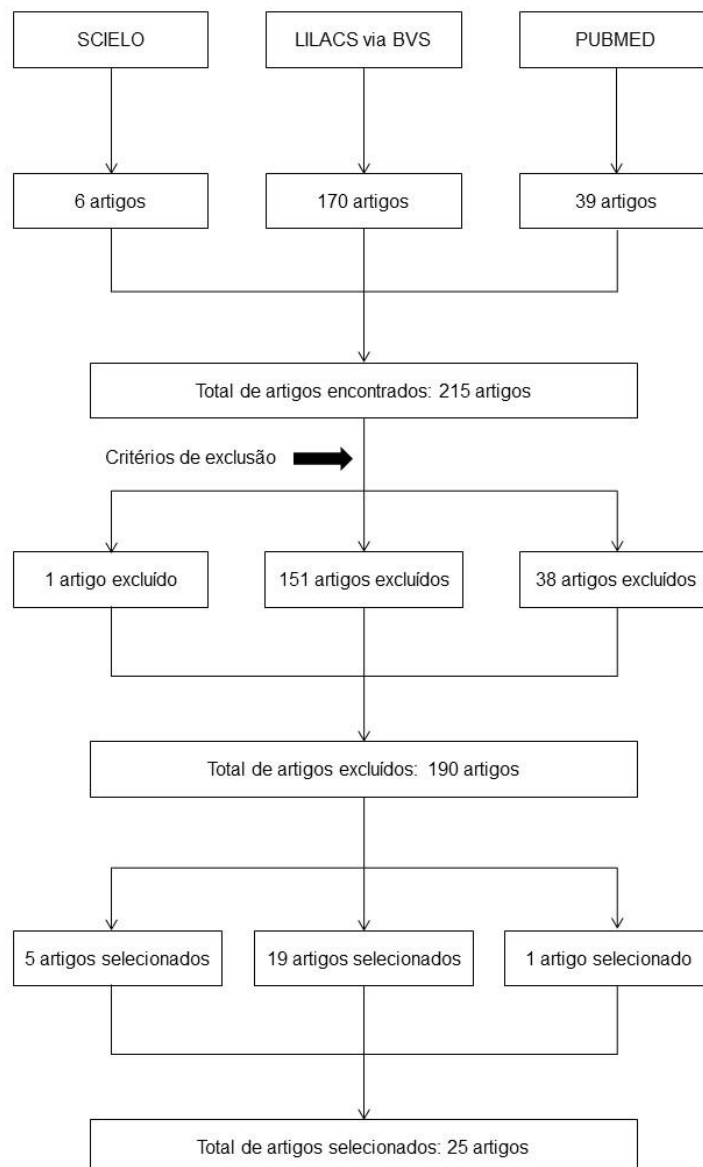 SCIELO
LILACS via BVS
PUBMED
6 artigos
170 artigos
39 artigos
Total de artigos encontrados: 215 artigos
Critérios de exclusão
1 artigo excluído
151 artigos excluídos
38 artigos excluídos
Total de artigos excluídos: 190 artigos
5 artigos selecionados
19 artigos selecionados
1 artigo selecionado
Total de artigos selecionados: 25 artigos